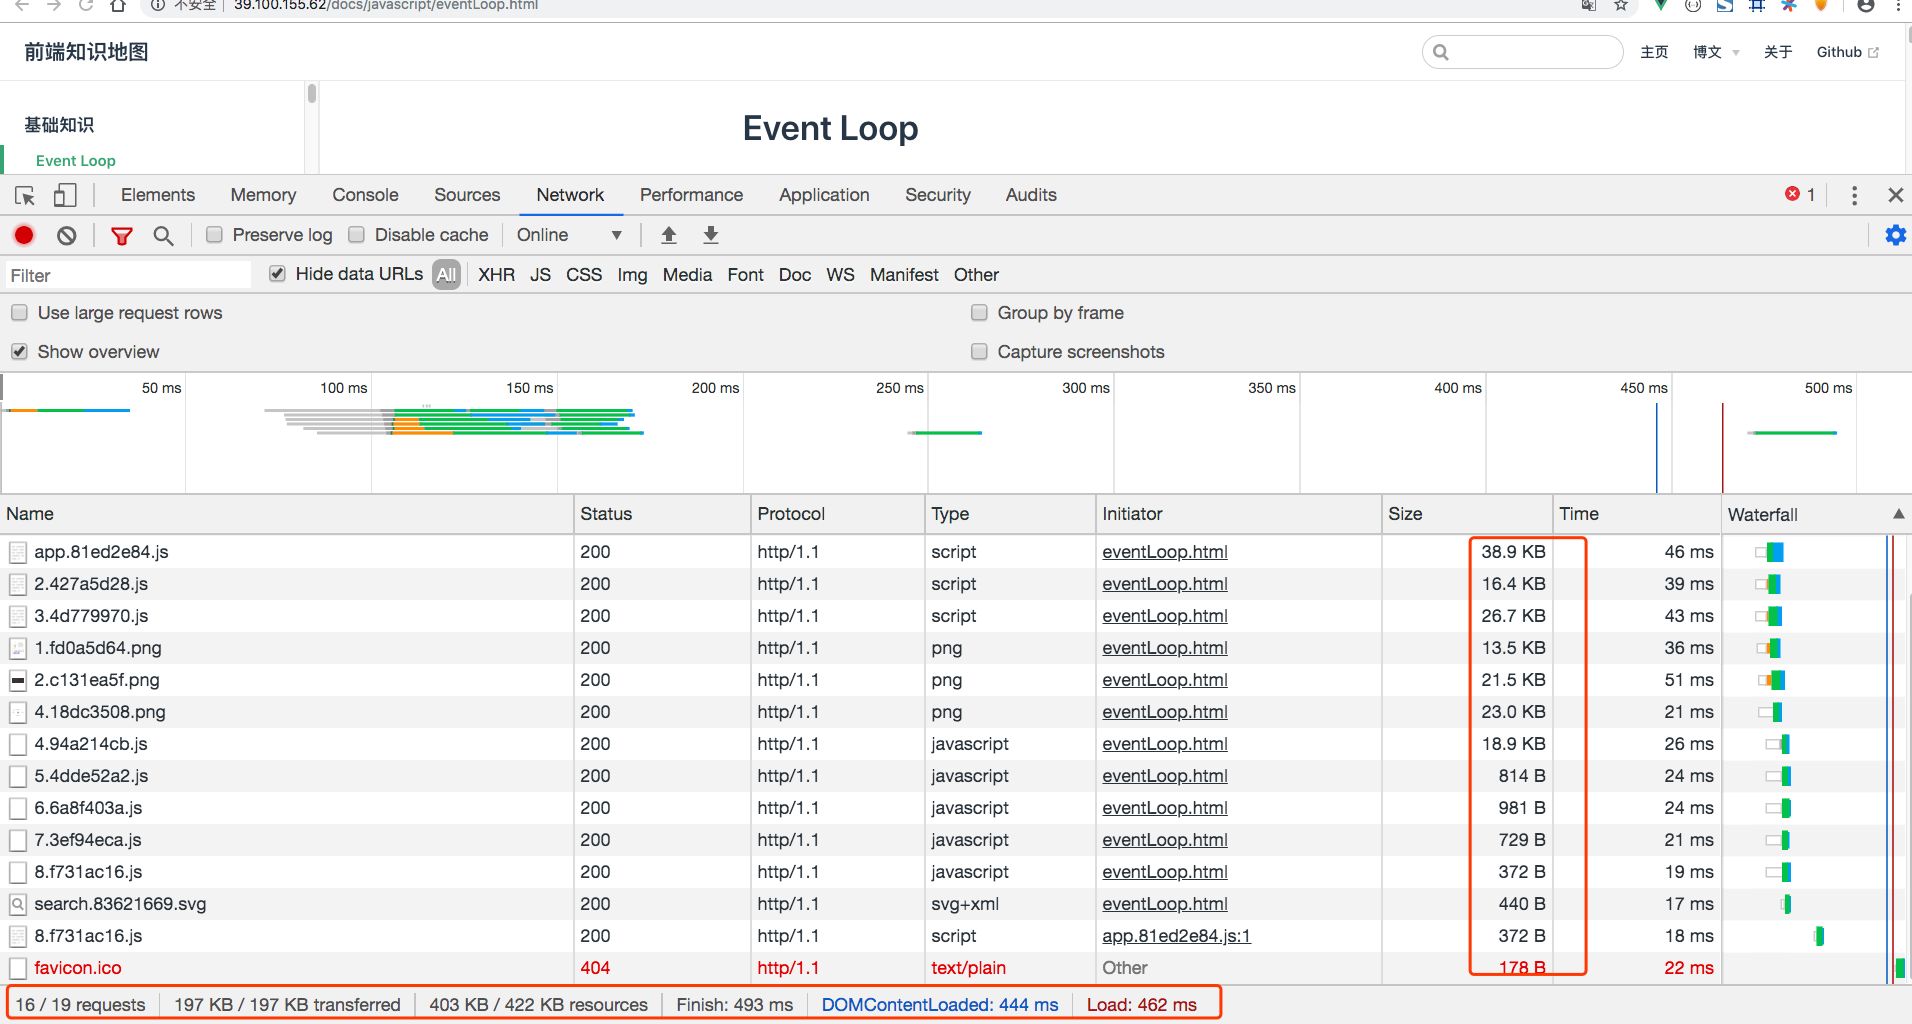 不安全 39.100.155.62/docs/javascript/eventLoop.html
前端知识地图 主页 博文 关于 Github
基础知识
Event Loop
Event Loop
Elements Memory Console Sources Network Performance Application Security Audits 1
Preserve log Disable cache Online
Filter Hide data URLs All XHR JS CSS Img Media Font Doc WS Manifest Other
Use large request rows Group by frame
Show overview Capture screenshots
50 ms 100 ms 150 ms 200 ms 250 ms 300 ms 350 ms 400 ms 450 ms 500 ms
Name Status Protocol Type Initiator Size Time Waterfall
app.81ed2e84.js 200 http/1.1 script eventLoop.html 38.9 KB 46 ms
2.427a5d28.js 200 http/1.1 script eventLoop.html 16.4 KB 39 ms
3.4d779970.js 200 http/1.1 script eventLoop.html 26.7 KB 43 ms
1.fd0a5d64.png 200 http/1.1 png eventLoop.html 13.5 KB 36 ms
2.c131ea5f.png 200 http/1.1 png eventLoop.html 21.5 KB 51 ms
4.18dc3508.png 200 http/1.1 png eventLoop.html 23.0 KB 21 ms
4.94a214cb.js 200 http/1.1 javascript eventLoop.html 18.9 KB 26 ms
5.4dde52a2.js 200 http/1.1 javascript eventLoop.html 814 B 24 ms
6.6a8f403a.js 200 http/1.1 javascript eventLoop.html 981 B 24 ms
7.3ef94eca.js 200 http/1.1 javascript eventLoop.html 729 B 21 ms
8.f731ac16.js 200 http/1.1 javascript eventLoop.html 372 B 19 ms
search.83621669.svg 200 http/1.1 svg+xml eventLoop.html 440 B 17 ms
8.f731ac16.js 200 http/1.1 script app.81ed2e84.js:1 372 B 18 ms
favicon.ico 404 http/1.1 text/plain Other 178 B 22 ms
16 / 19 requests 197 KB / 197 KB transferred 403 KB / 422 KB resources Finish: 493 ms DOMContentLoaded: 444 ms Load: 462 ms